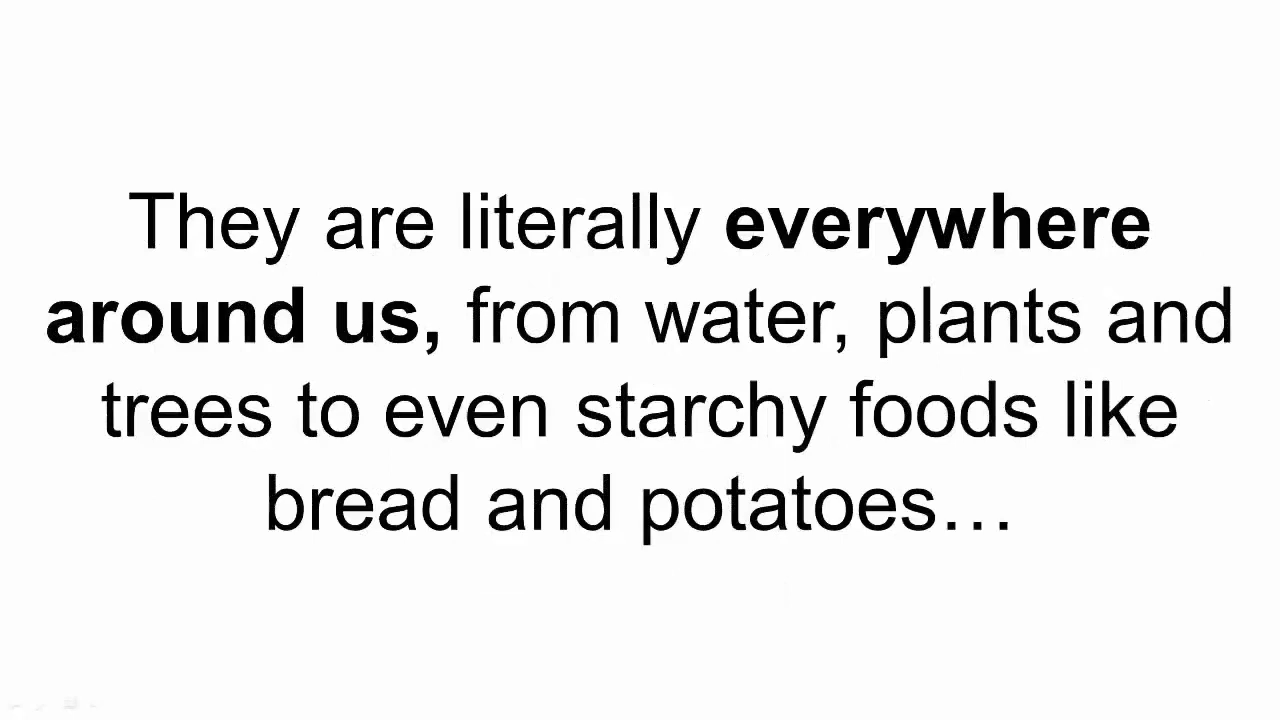 They are literally everywhere
around us, from water, plants and
trees to even starchy foods like
bread and potatoes…